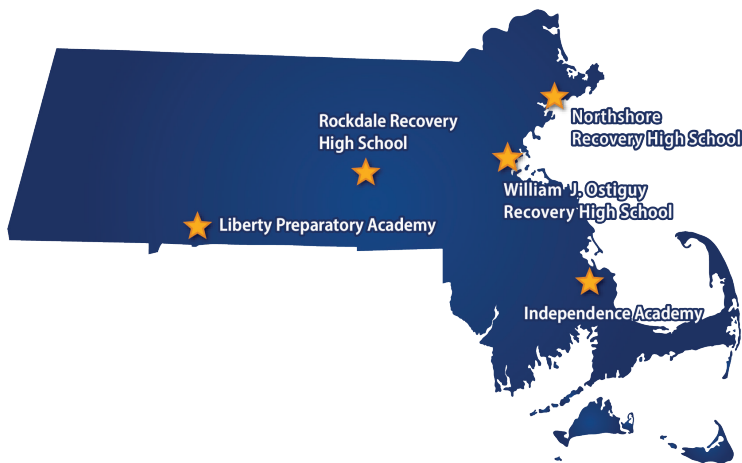 Rockdale Recovery
High School
Northshore
Recovery High School
William J. Ostiguy
Recovery High School
Liberty Preparatory Academy
Independence Academy